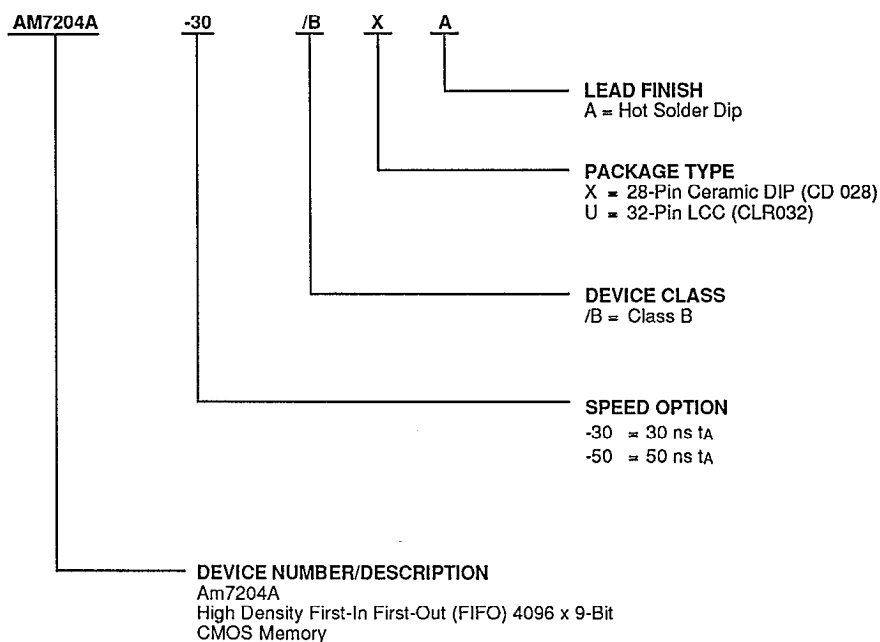 AM7204A -30 /B X A
LEAD FINISH
A = Hot Solder Dip
PACKAGE TYPE
X = 28-Pin Ceramic DIP (CD 028)
U = 32-Pin LCC (CLR032)
DEVICE CLASS
/B = Class B
SPEED OPTION
-30 = 30 ns tA
-50 = 50 ns tA
DEVICE NUMBER/DESCRIPTION
Am7204A
High Density First-In First-Out (FIFO) 4096 x 9-Bit
CMOS Memory